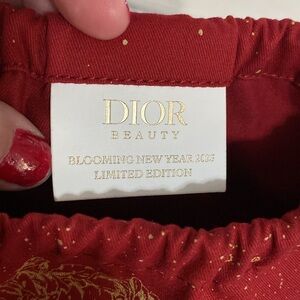 DIOR
BEAUTY
BLOOMING NEW YEAR 2025
LIMITED EDITION